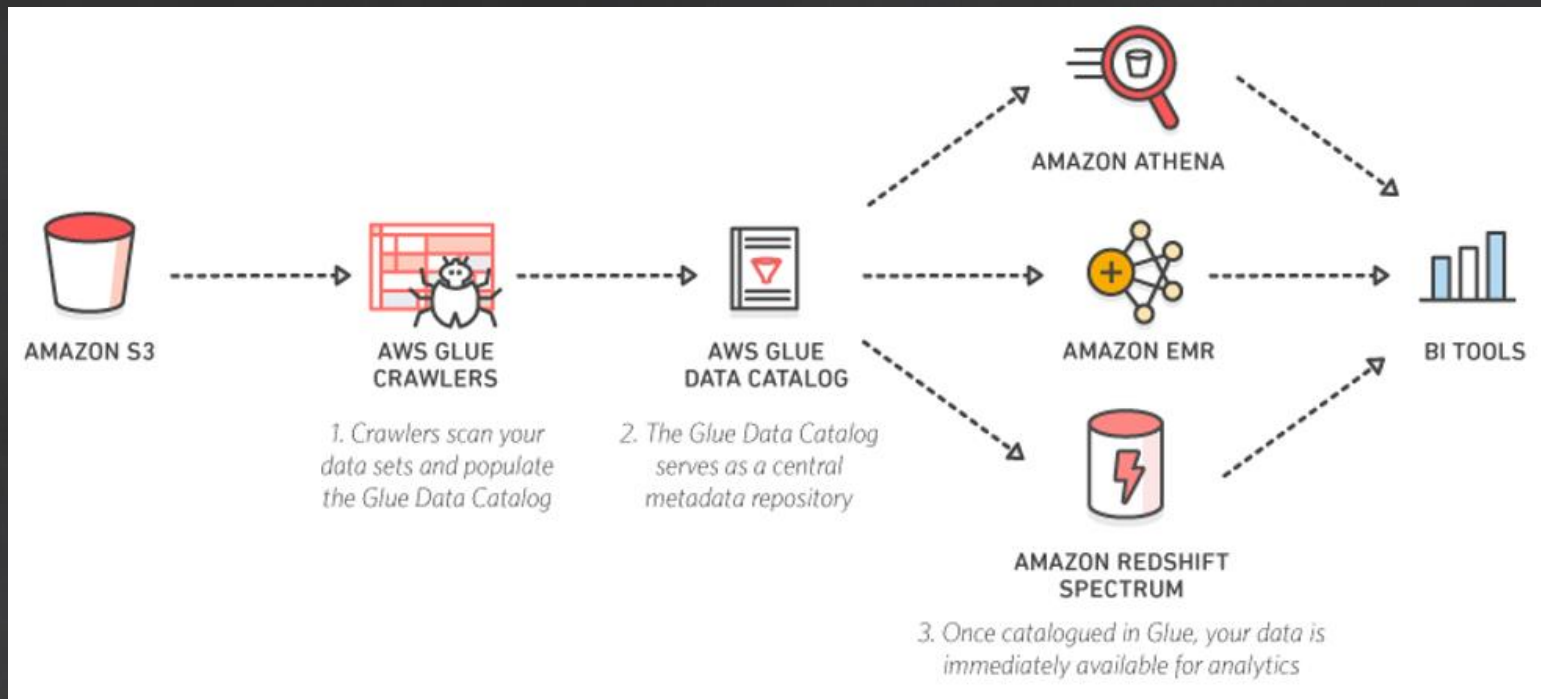 AMAZON ATHENA
AMAZON S3
AWS GLUE
CRAWLERS
1. Crawlers scan your
data sets and populate
the Glue Data Catalog
AWS GLUE
DATA CATALOG
2. The Glue Data Catalog
serves as a central
metadata repository
AMAZON EMR
BI TOOLS
AMAZON REDSHIFT
SPECTRUM
3. Once catalogued in Glue, your data is
immediately available for analytics